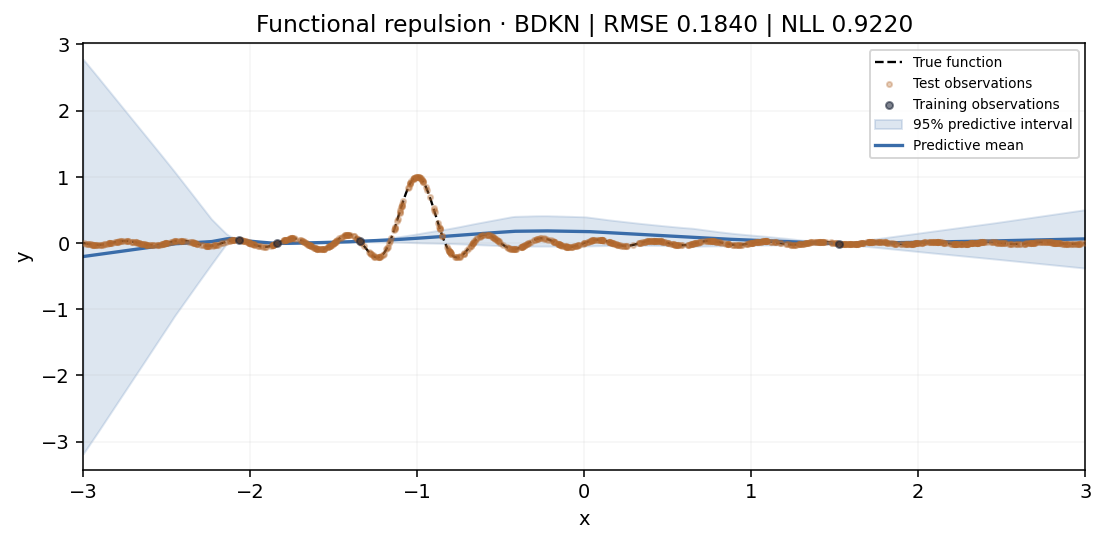 Functional repulsion · BDKN | RMSE 0.1840 | NLL 0.9220
True function
Test observations
Training observations
95% predictive interval
Predictive mean
3
2
1
0
−1
−2
−3
y
−3
−2
−1
0
1
2
3
x